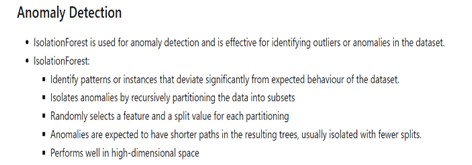 Anomaly Detection
• IsolationForest is used for anomaly detection and is effective for identifying outliers or anomalies in the dataset.
• IsolationForest:
▪ Identify patterns or instances that deviate significantly from expected behaviour of the dataset.
▪ Isolates anomalies by recursively partitioning the data into subsets
▪ Randomly selects a feature and a split value for each partitioning
▪ Anomalies are expected to have shorter paths in the resulting trees, usually isolated with fewer splits.
▪ Performs well in high-dimensional space